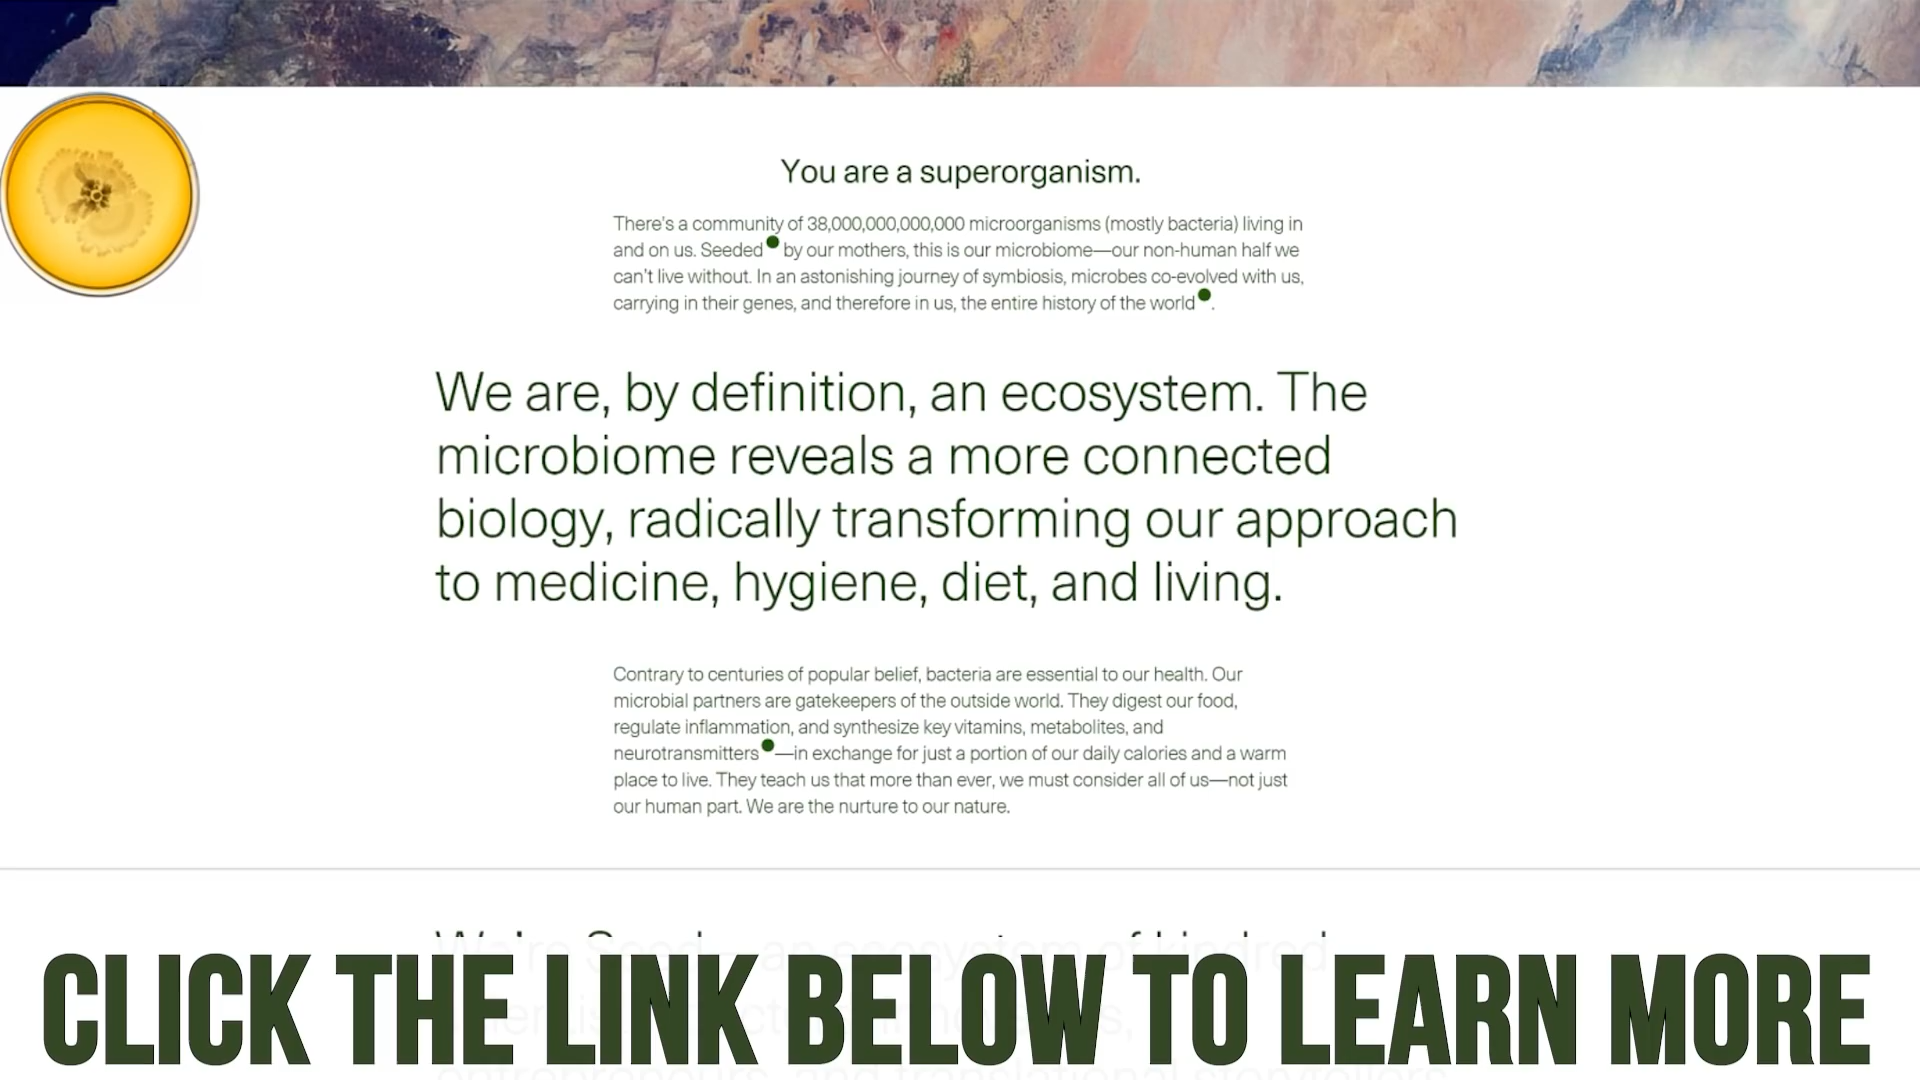 You are a superorganism.
There's a community of 38,000,000,000,000 microorganisms (mostly bacteria) living in
and on us. Seeded by our mothers, this is our microbiome—our non-human half we
can't live without. In an astonishing journey of symbiosis, microbes co-evolved with us,
carrying in their genes, and therefore in us, the entire history of the world.
We are, by definition, an ecosystem. The
microbiome reveals a more connected
biology, radically transforming our approach
to medicine, hygiene, diet, and living.
Contrary to centuries of popular belief, bacteria are essential to our health. Our
microbial partners are gatekeepers of the outside world. They digest our food,
regulate inflammation, and synthesize key vitamins, metabolites, and
neurotransmitters—in exchange for just a portion of our daily calories and a warm
place to live. They teach us that more than ever, we must consider all of us—not just
our human part. We are the nurture to our nature.
We're Seed, an ecosystem of kindred
CLICK THE LINK BELOW TO LEARN MORE